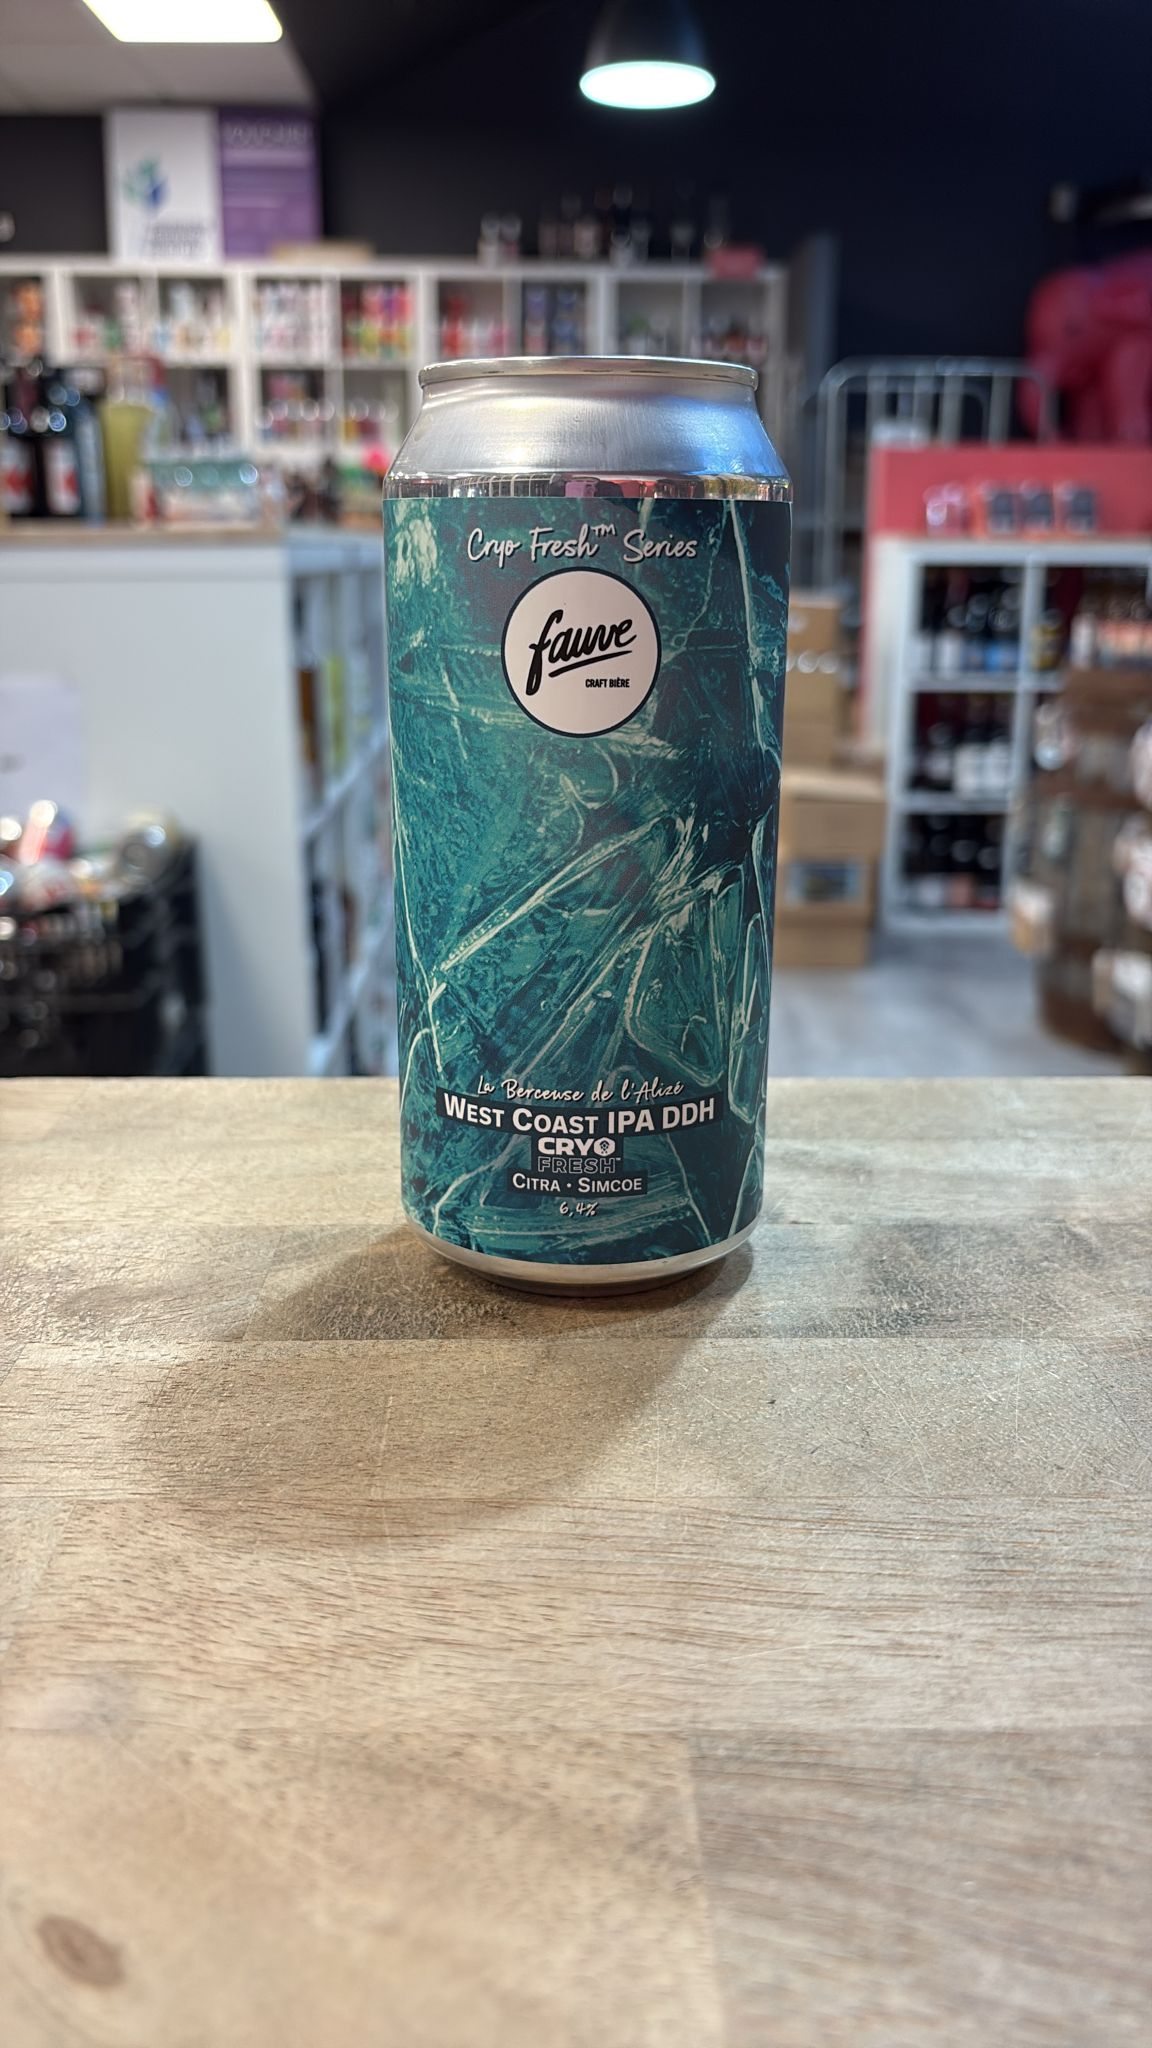 Cryo Fresh™ Series
fauve
CRAFT BIÈRE
La Berceuse de l'Alizé
WEST COAST IPA DDH
CRYO
FRESH™
CITRA • SIMCOE
6,4%